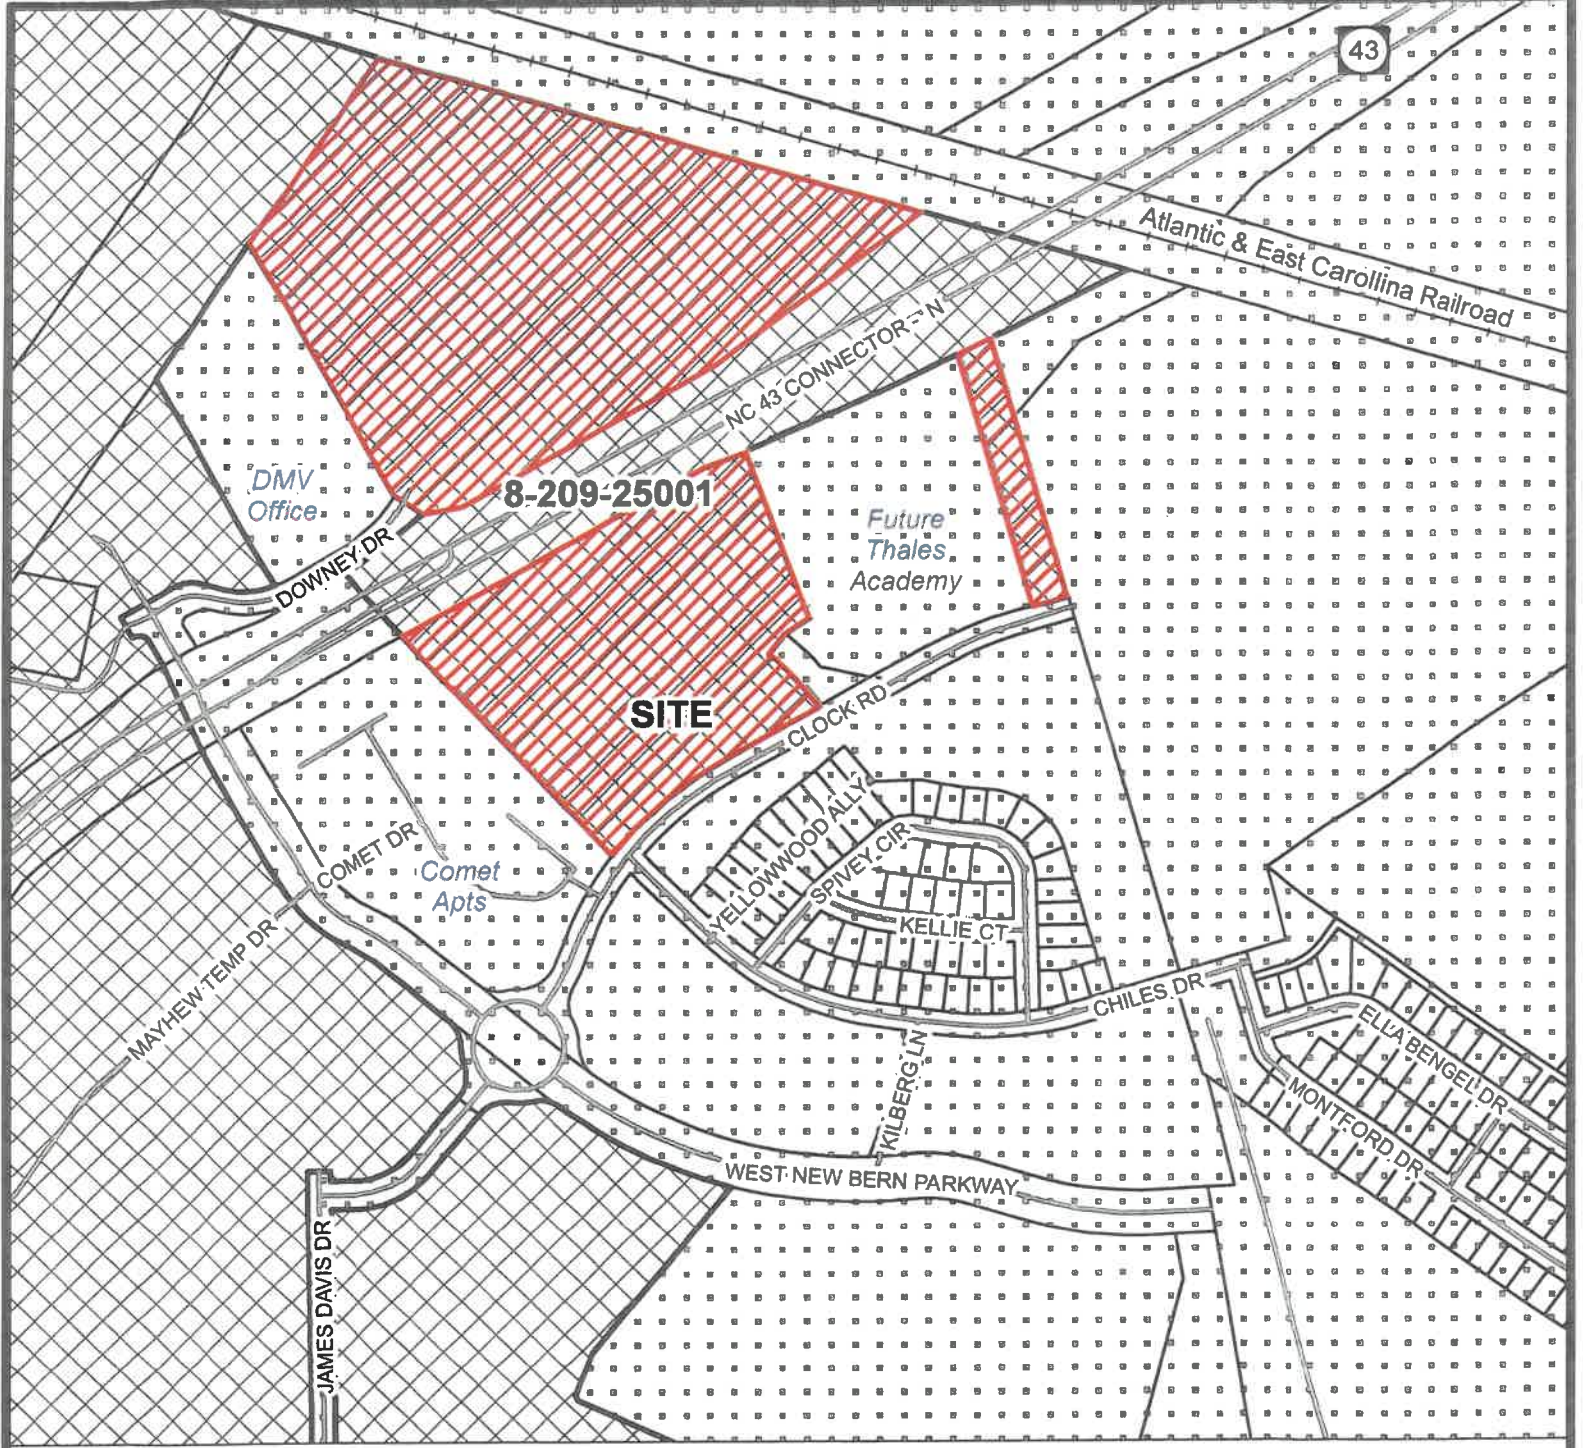 43
Atlantic & East Carollina Railroad
NC 43 CONNECTOR - N
DMV
Office
8-209-25001
Future
Thales
Academy
DOWNEY DR
SITE
CLOCK RD
YELLOWWOOD ALLY
SPIVEY CIR
COMET DR
Comet
Apts
KELLIE CT
MAYHEW TEMP DR
CHILES DR
ELLA BENGEL DR
KILBERG LN
MONTFORD DR
WEST NEW BERN PARKWAY
JAMES DAVIS DR